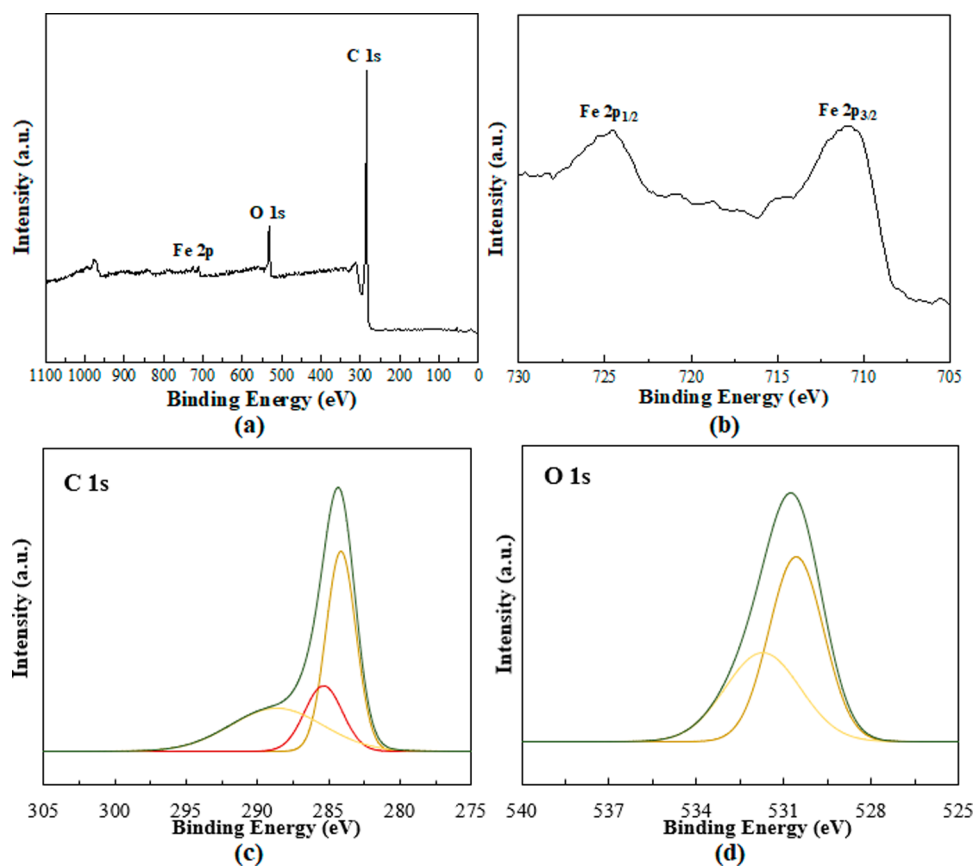 C 1s
O 1s
Fe 2p
Intensity (a.u.)
1100 1000 900 800 700 600 500 400 300 200 100 0
Binding Energy (eV)
(a)
Fe 2p1/2
Fe 2p3/2
Intensity (a.u.)
730 725 720 715 710 705
Binding Energy (eV)
(b)
C 1s
Intensity (a.u.)
305 300 295 290 285 280 275
Binding Energy (eV)
(c)
O 1s
Intensity (a.u.)
540 537 534 531 528 525
Binding Energy (eV)
(d)